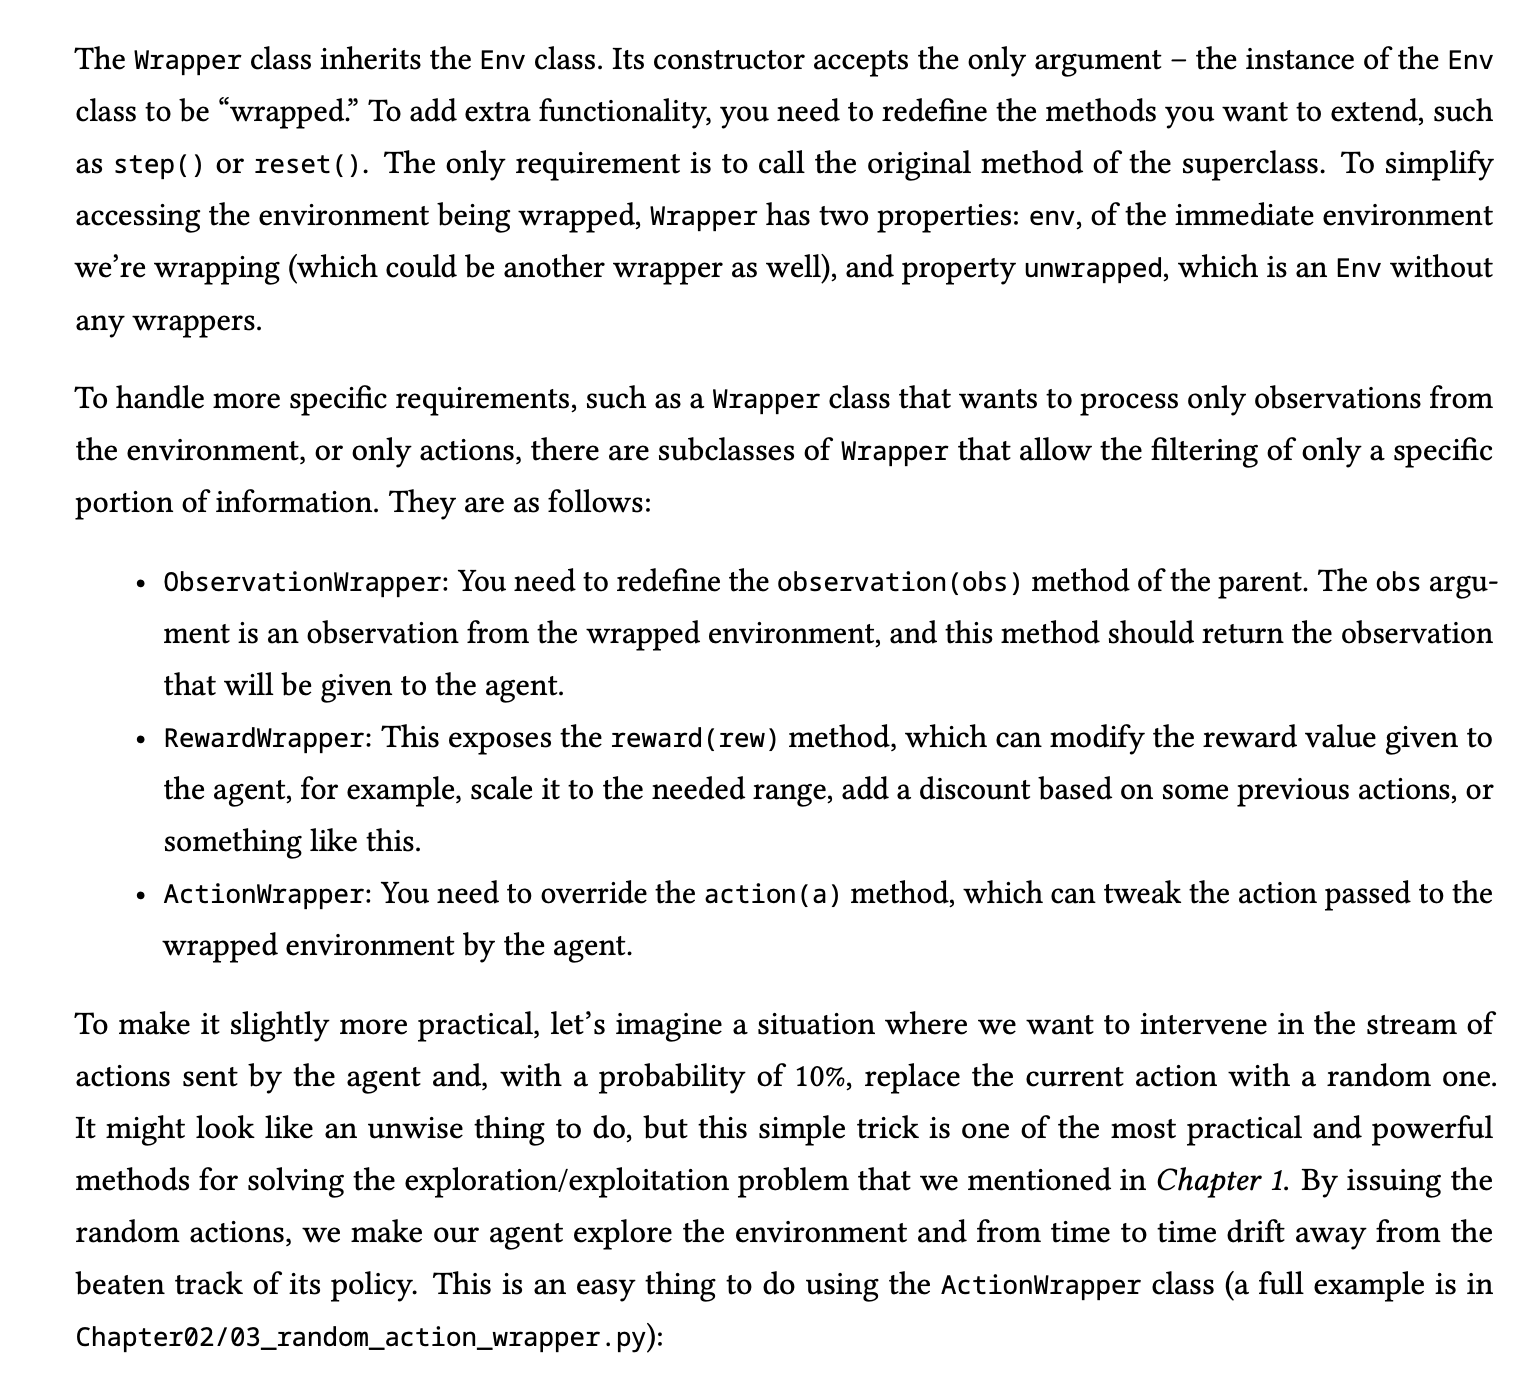 The Wrapper class inherits the Env class. Its constructor accepts the only argument – the instance of the Env
class to be “wrapped.” To add extra functionality, you need to redefine the methods you want to extend, such
as step() or reset(). The only requirement is to call the original method of the superclass. To simplify
accessing the environment being wrapped, Wrapper has two properties: env, of the immediate environment
we’re wrapping (which could be another wrapper as well), and property unwrapped, which is an Env without
any wrappers.
To handle more specific requirements, such as a Wrapper class that wants to process only observations from
the environment, or only actions, there are subclasses of Wrapper that allow the filtering of only a specific
portion of information. They are as follows:
• ObservationWrapper: You need to redefine the observation(obs) method of the parent. The obs argu-
ment is an observation from the wrapped environment, and this method should return the observation
that will be given to the agent.
• RewardWrapper: This exposes the reward(rew) method, which can modify the reward value given to
the agent, for example, scale it to the needed range, add a discount based on some previous actions, or
something like this.
• ActionWrapper: You need to override the action(a) method, which can tweak the action passed to the
wrapped environment by the agent.
To make it slightly more practical, let’s imagine a situation where we want to intervene in the stream of
actions sent by the agent and, with a probability of 10%, replace the current action with a random one.
It might look like an unwise thing to do, but this simple trick is one of the most practical and powerful
methods for solving the exploration/exploitation problem that we mentioned in Chapter 1. By issuing the
random actions, we make our agent explore the environment and from time to time drift away from the
beaten track of its policy. This is an easy thing to do using the ActionWrapper class (a full example is in
Chapter02/03_random_action_wrapper.py):